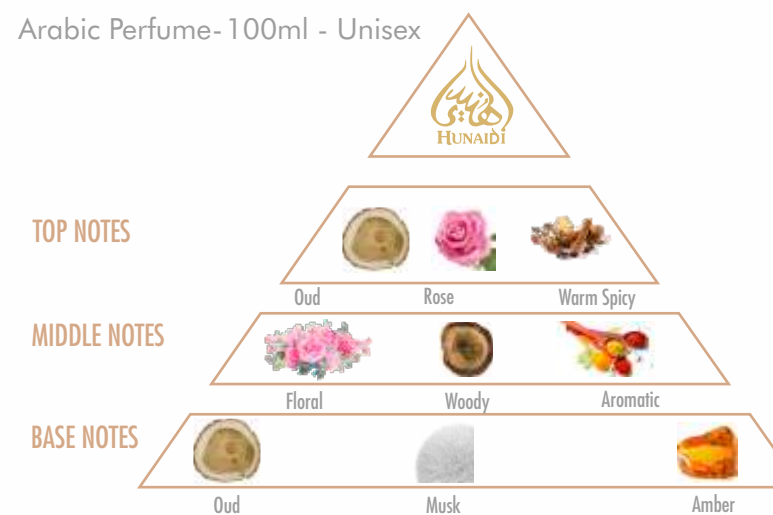 Arabic Perfume-100ml - Unisex
HUNAIDI
TOP NOTES
Oud Rose Warm Spicy
MIDDLE NOTES
Floral Woody Aromatic
BASE NOTES
Oud Musk Amber